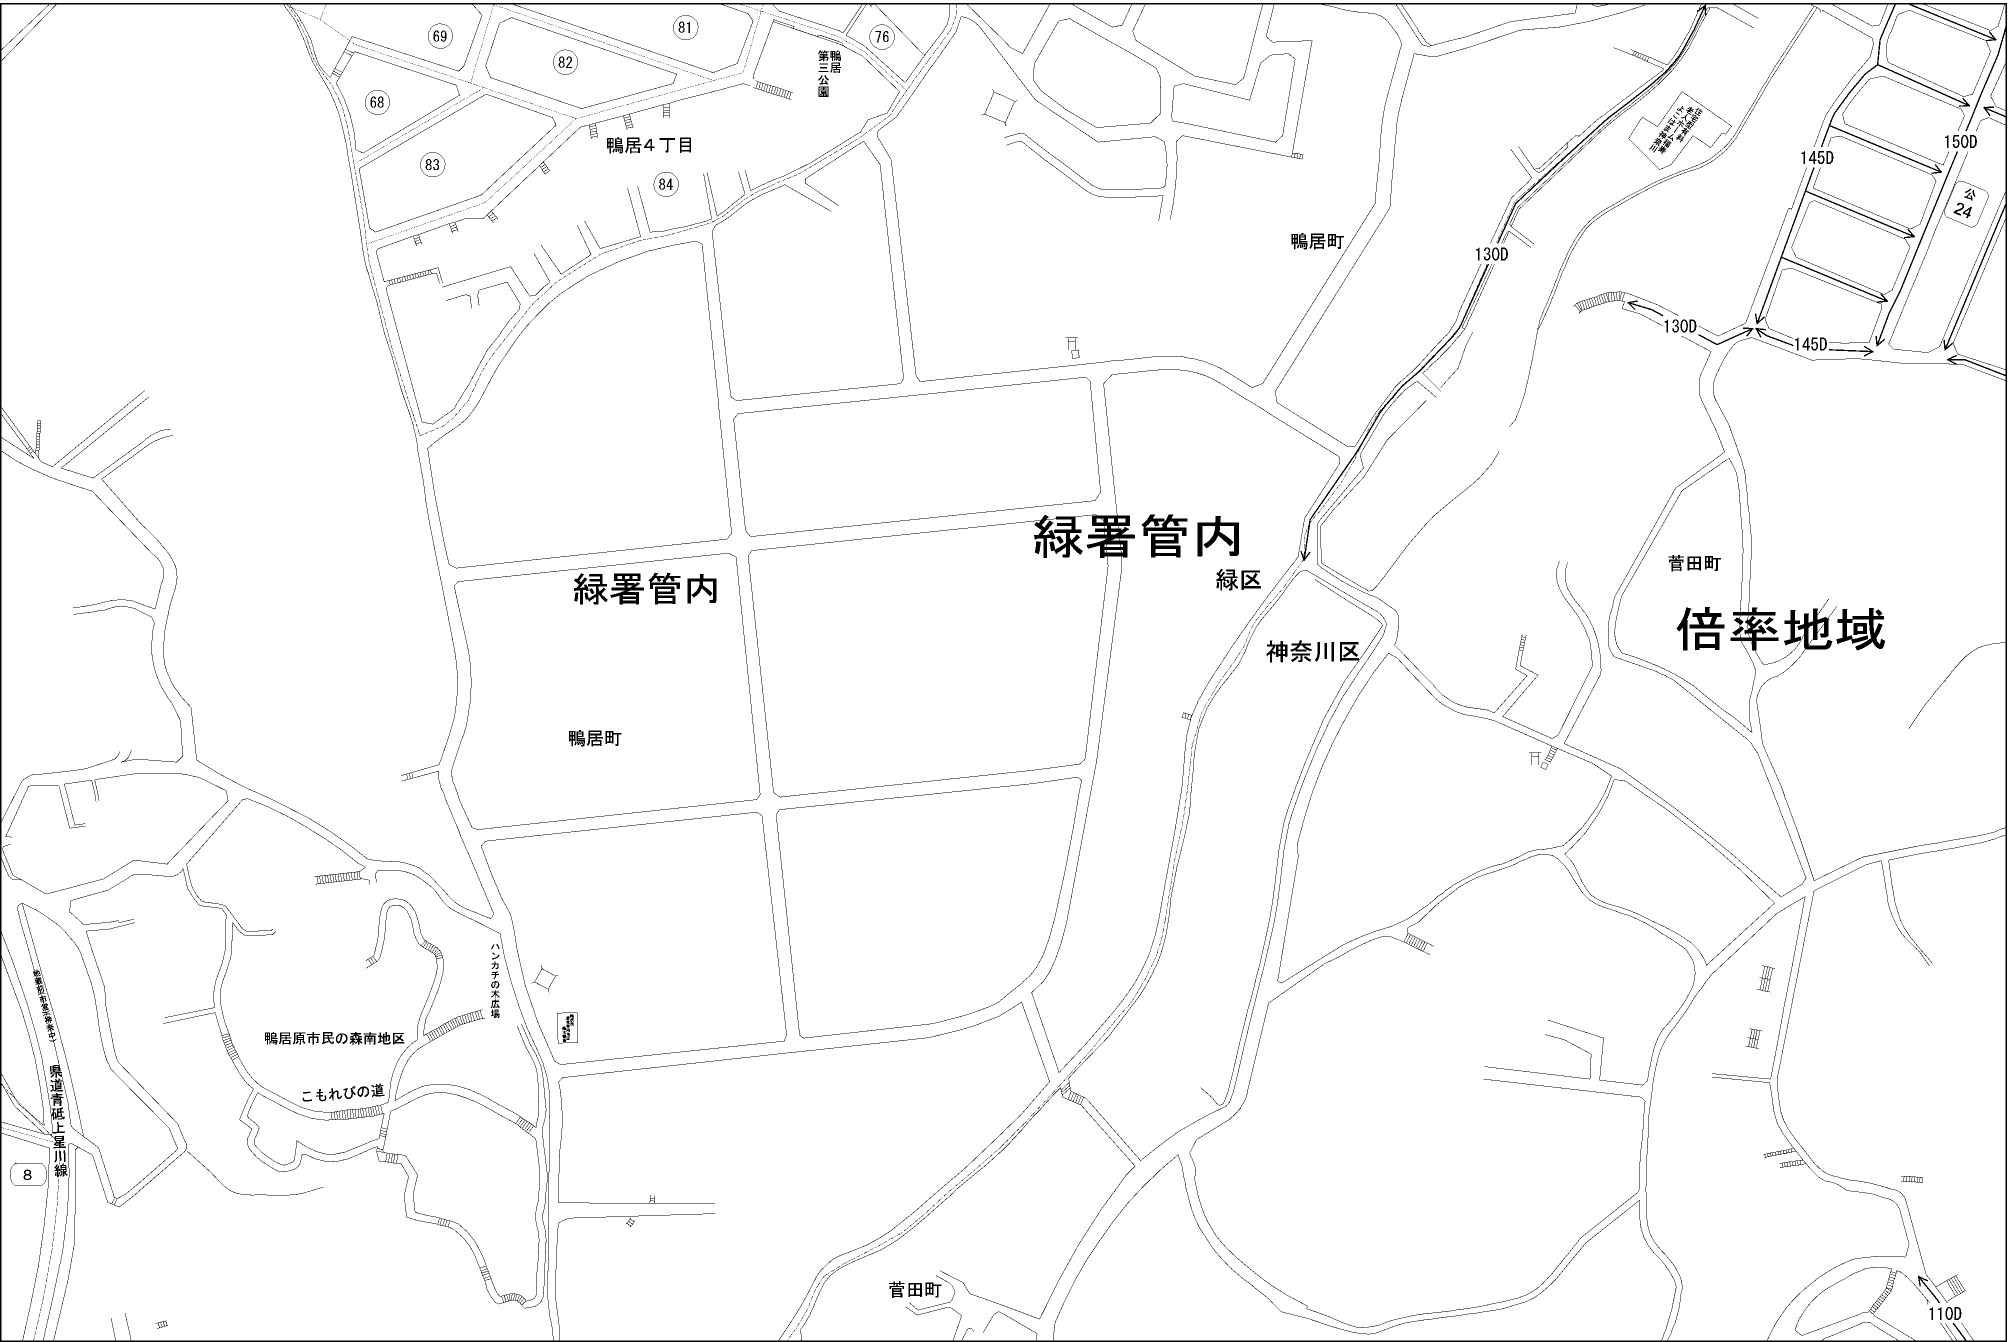 69
81
76
82
鴨居
第三公園
68
鴨居4丁目
83
84
150D
145D
公
24
鴨居町
130D
130D
145D
緑署管内
緑署管内
緑区
菅田町
倍率地域
神奈川区
鴨居町
ハンカチの木広場
鴨居原市民の森南地区
こもれびの道
県道青砥上星川線
8
菅田町
110D